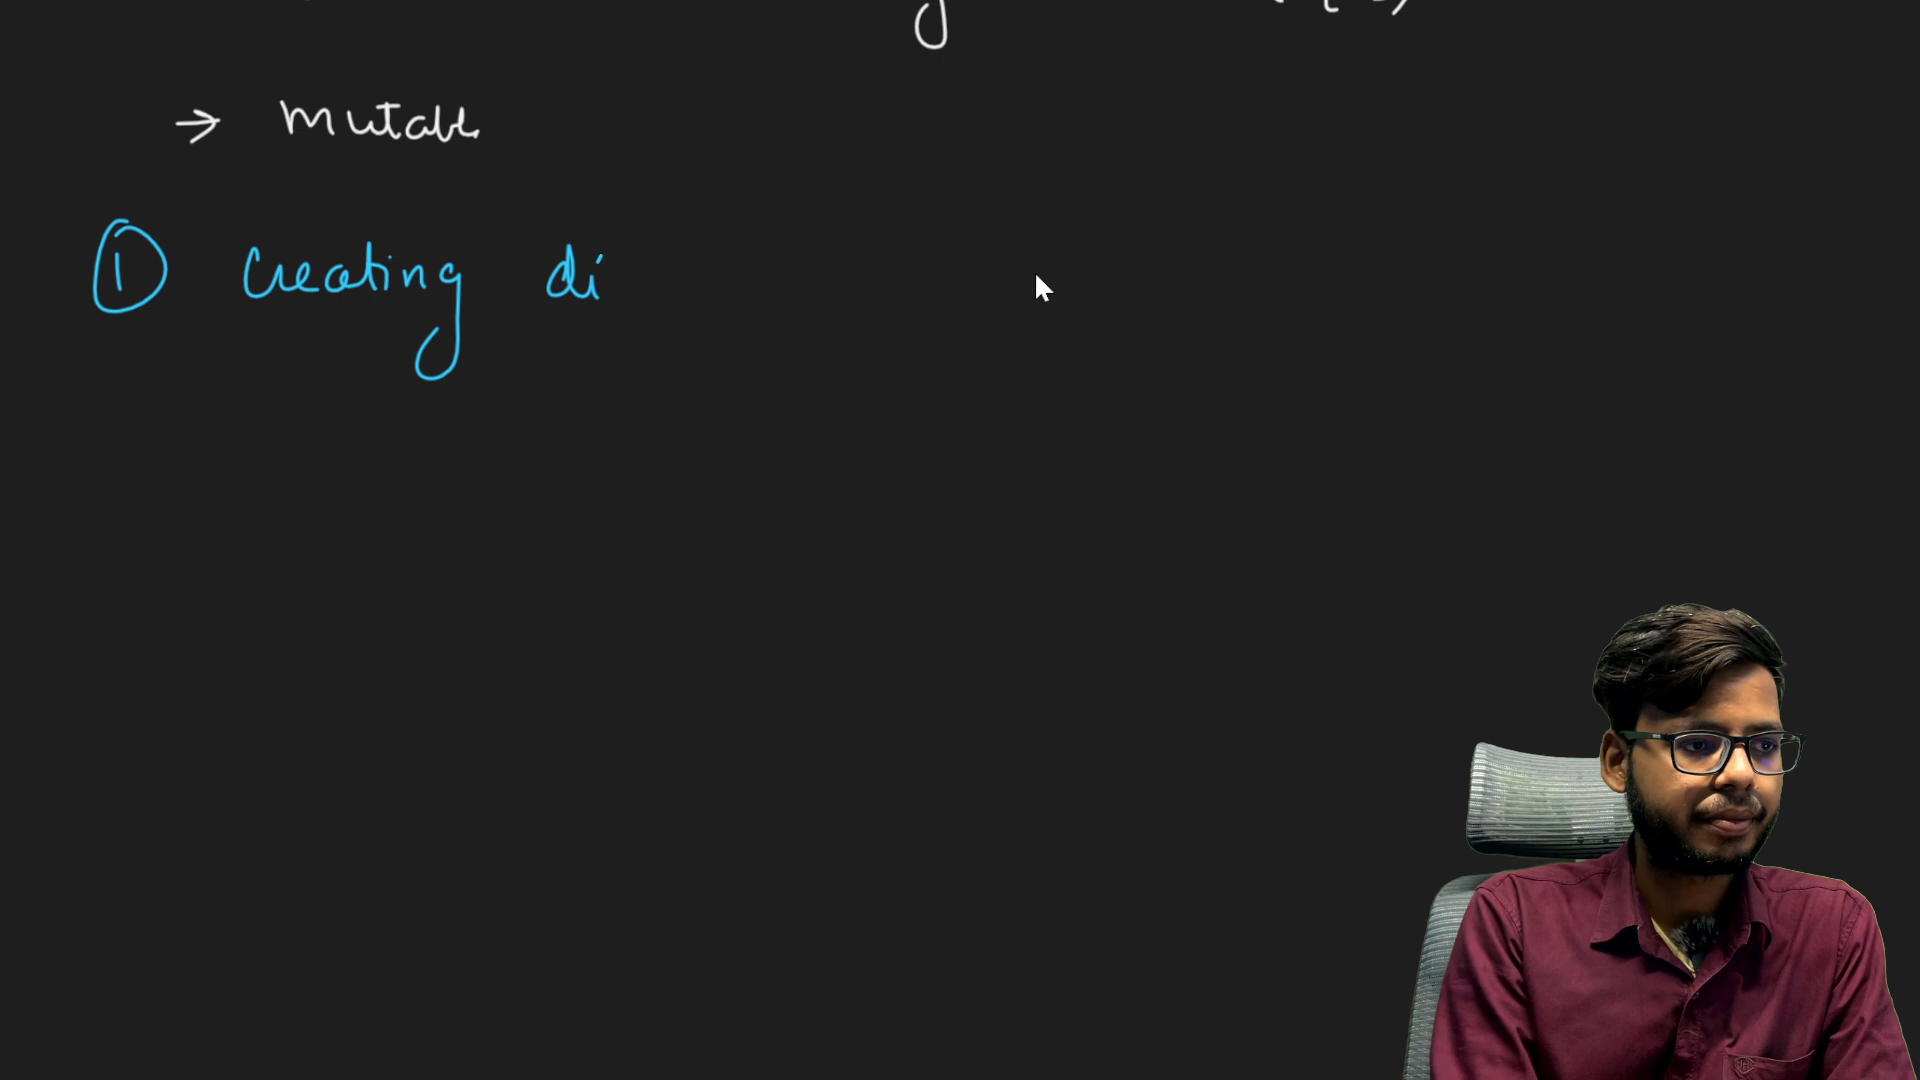 → Mutable
① Creating di